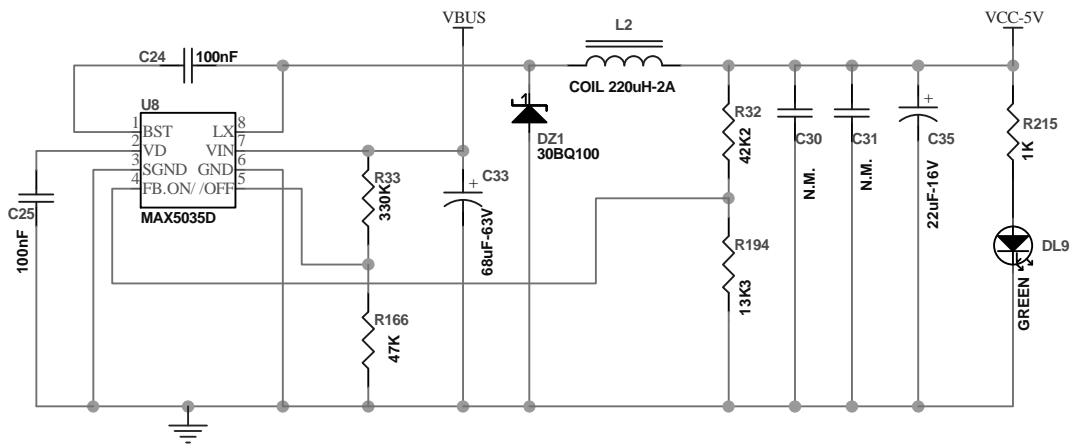 VBUS
VCC-5V
L2
C24
100nF
COIL 220uH-2A
U8
1
BST
LX
8
2
VD
VIN
7
3
SGND
GND
6
4
FB.ON/ /OFF
5
MAX5035D
C25
100nF
R33
330K
C33
68uF-63V
R166
47K
1
DZ1
30BQ100
R32
42K2
R194
13K3
C30
N.M.
C31
N.M.
+
C35
22uF-16V
+
R215
1K
DL9
GREEN